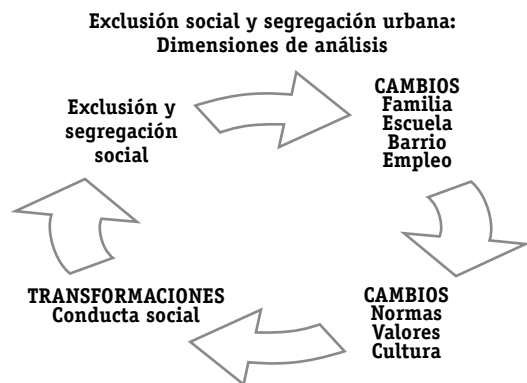 Exclusión social y segregación urbana:
Dimensiones de análisis
Exclusión y
segregación
social
CAMBIOS
Familia
Escuela
Barrio
Empleo
CAMBIOS
Normas
Valores
Cultura
TRANSFORMACIONES
Conducta social